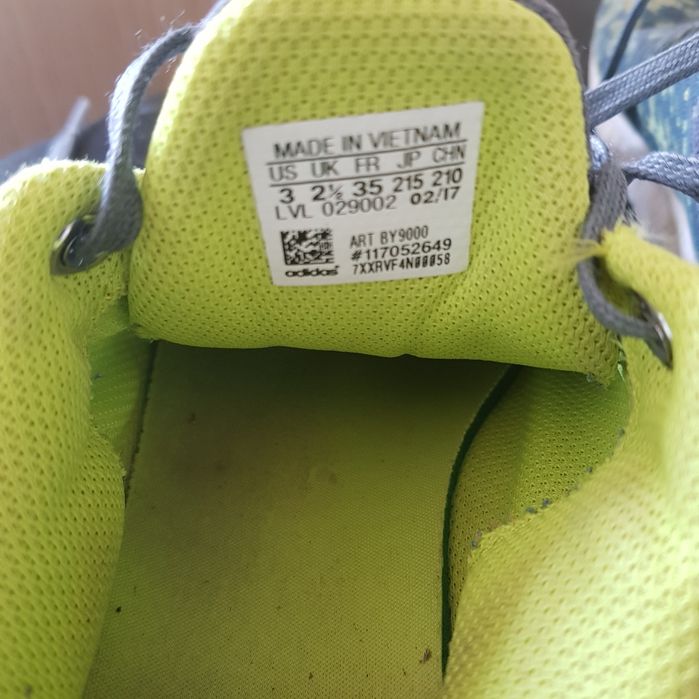 MADE IN VIETNAM
US UK FR JP CHN
3 2½ 35 215 210
LVL 029002 02/17
ART BY9000
#117052649
7XXRVF4N00058
adidas